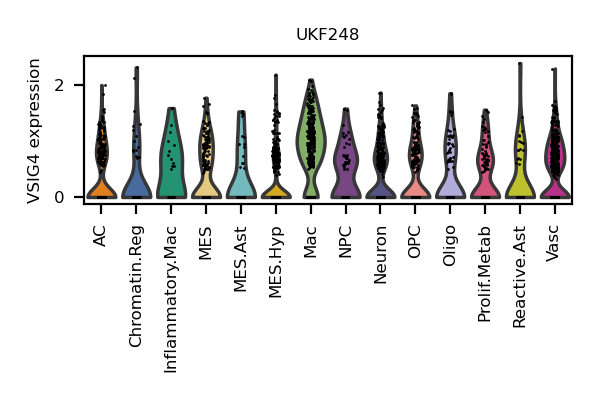 UKF248
VSIG4 expression
2
0
AC
Chromatin.Reg
Inflammatory.Mac
MES
MES.Ast
MES.Hyp
Mac
NPC
Neuron
OPC
Oligo
Prolif.Metab
Reactive.Ast
Vasc